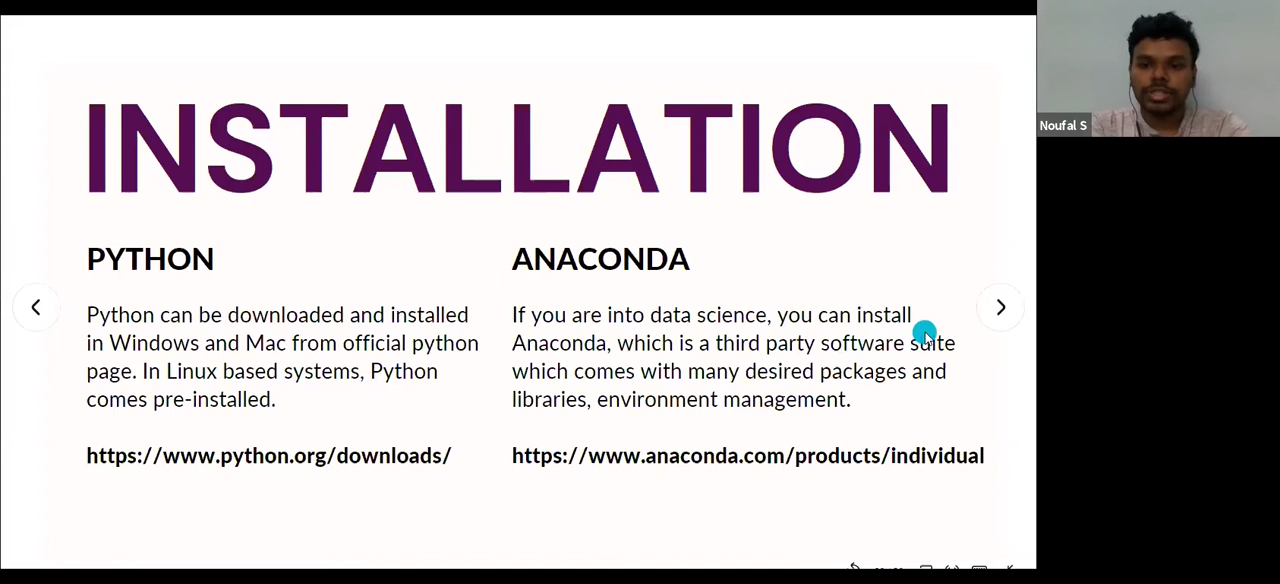 INSTALLATION
PYTHON
Python can be downloaded and installed
in Windows and Mac from official python
page. In Linux based systems, Python
comes pre-installed.
https://www.python.org/downloads/
ANACONDA
If you are into data science, you can install
Anaconda, which is a third party software suite
which comes with many desired packages and
libraries, environment management.
https://www.anaconda.com/products/individual
Noufal S